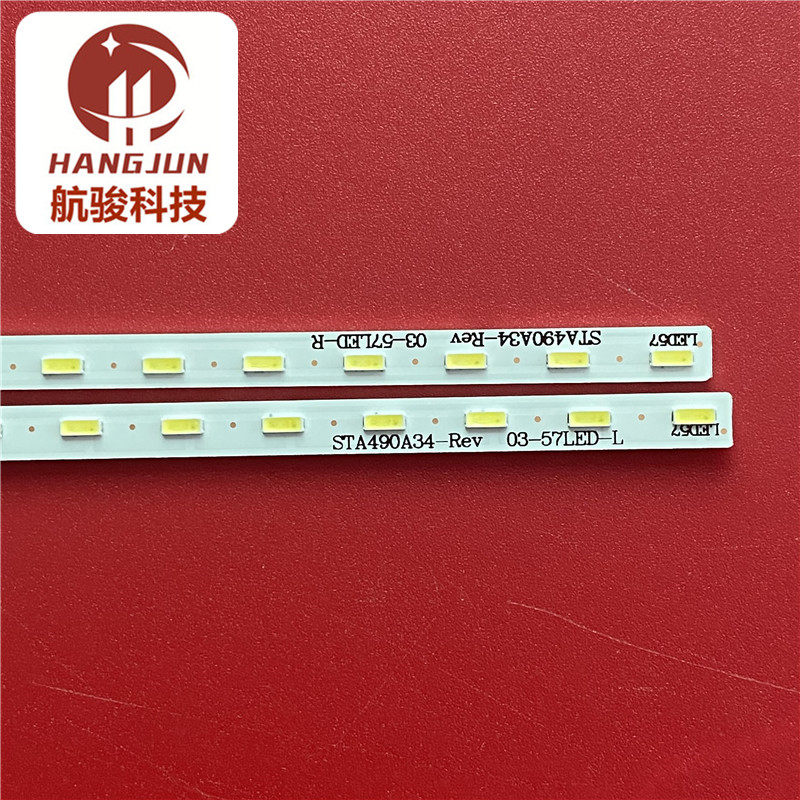 HANGJUN
航骏科技
STA490A34-Rev 03-57LED-R
LED57
STA490A34-Rev 03-57LED-L
LED57